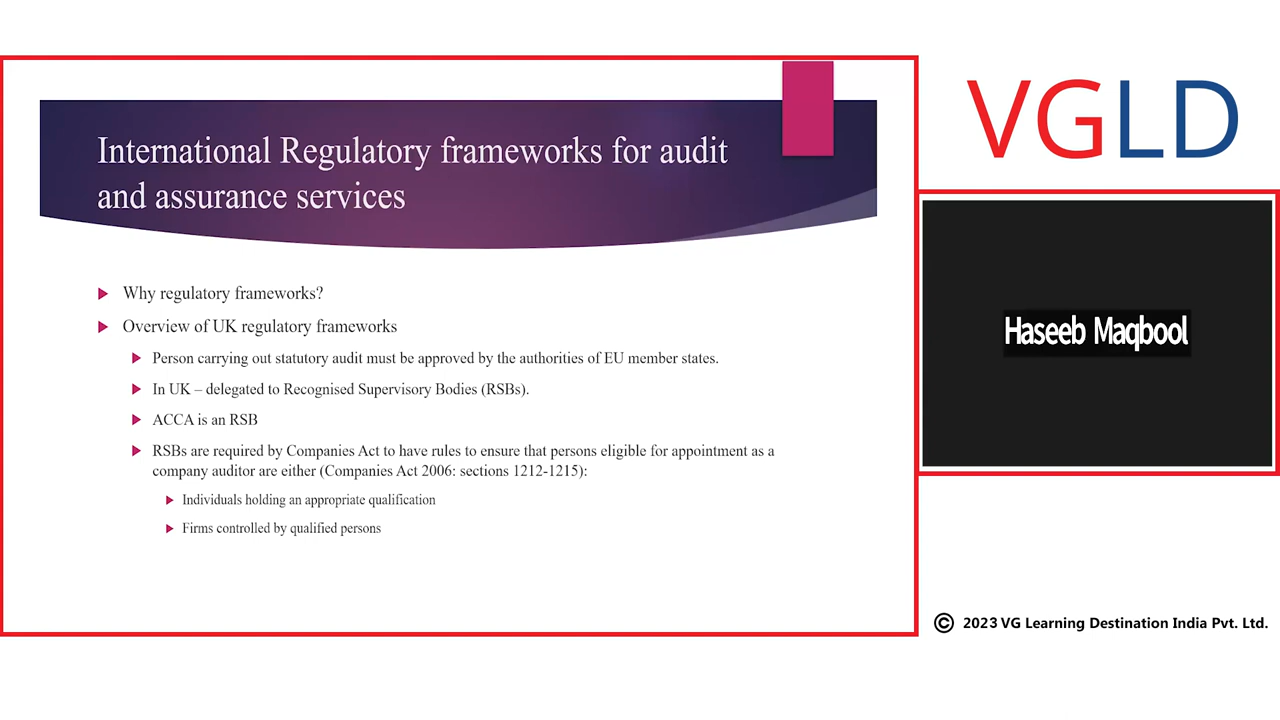 International Regulatory frameworks for audit
and assurance services
Why regulatory frameworks?
Overview of UK regulatory frameworks
Person carrying out statutory audit must be approved by the authorities of EU member states.
In UK – delegated to Recognised Supervisory Bodies (RSBs).
ACCA is an RSB
RSBs are required by Companies Act to have rules to ensure that persons eligible for appointment as a
company auditor are either (Companies Act 2006: sections 1212-1215):
Individuals holding an appropriate qualification
Firms controlled by qualified persons
VGLD
Haseeb Maqbool
© 2023 VG Learning Destination India Pvt. Ltd.